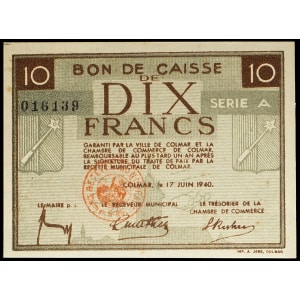 10 BON DE CAISSE 10
DE
016139 DIX SERIE A
FRANCS
GARANTI PAR LA VILLE DE COLMAR ET LA
CHAMBRE DE COMMERCE DE COLMAR,
REMBOURSABLE AU PLUS TARD UN AN APRÈS
LA SIGNATURE DU TRAITÉ DE PAIX PAR LA
RECETTE MUNICIPALE DE COLMAR
COLMAR, LE 17 JUIN 1940.
LE MAIRE p. LE RECEVEUR MUNICIPAL LE TRÉSORIER DE LA
CHAMBRE DE COMMERCE
IMP. A. JESS, COLMAR